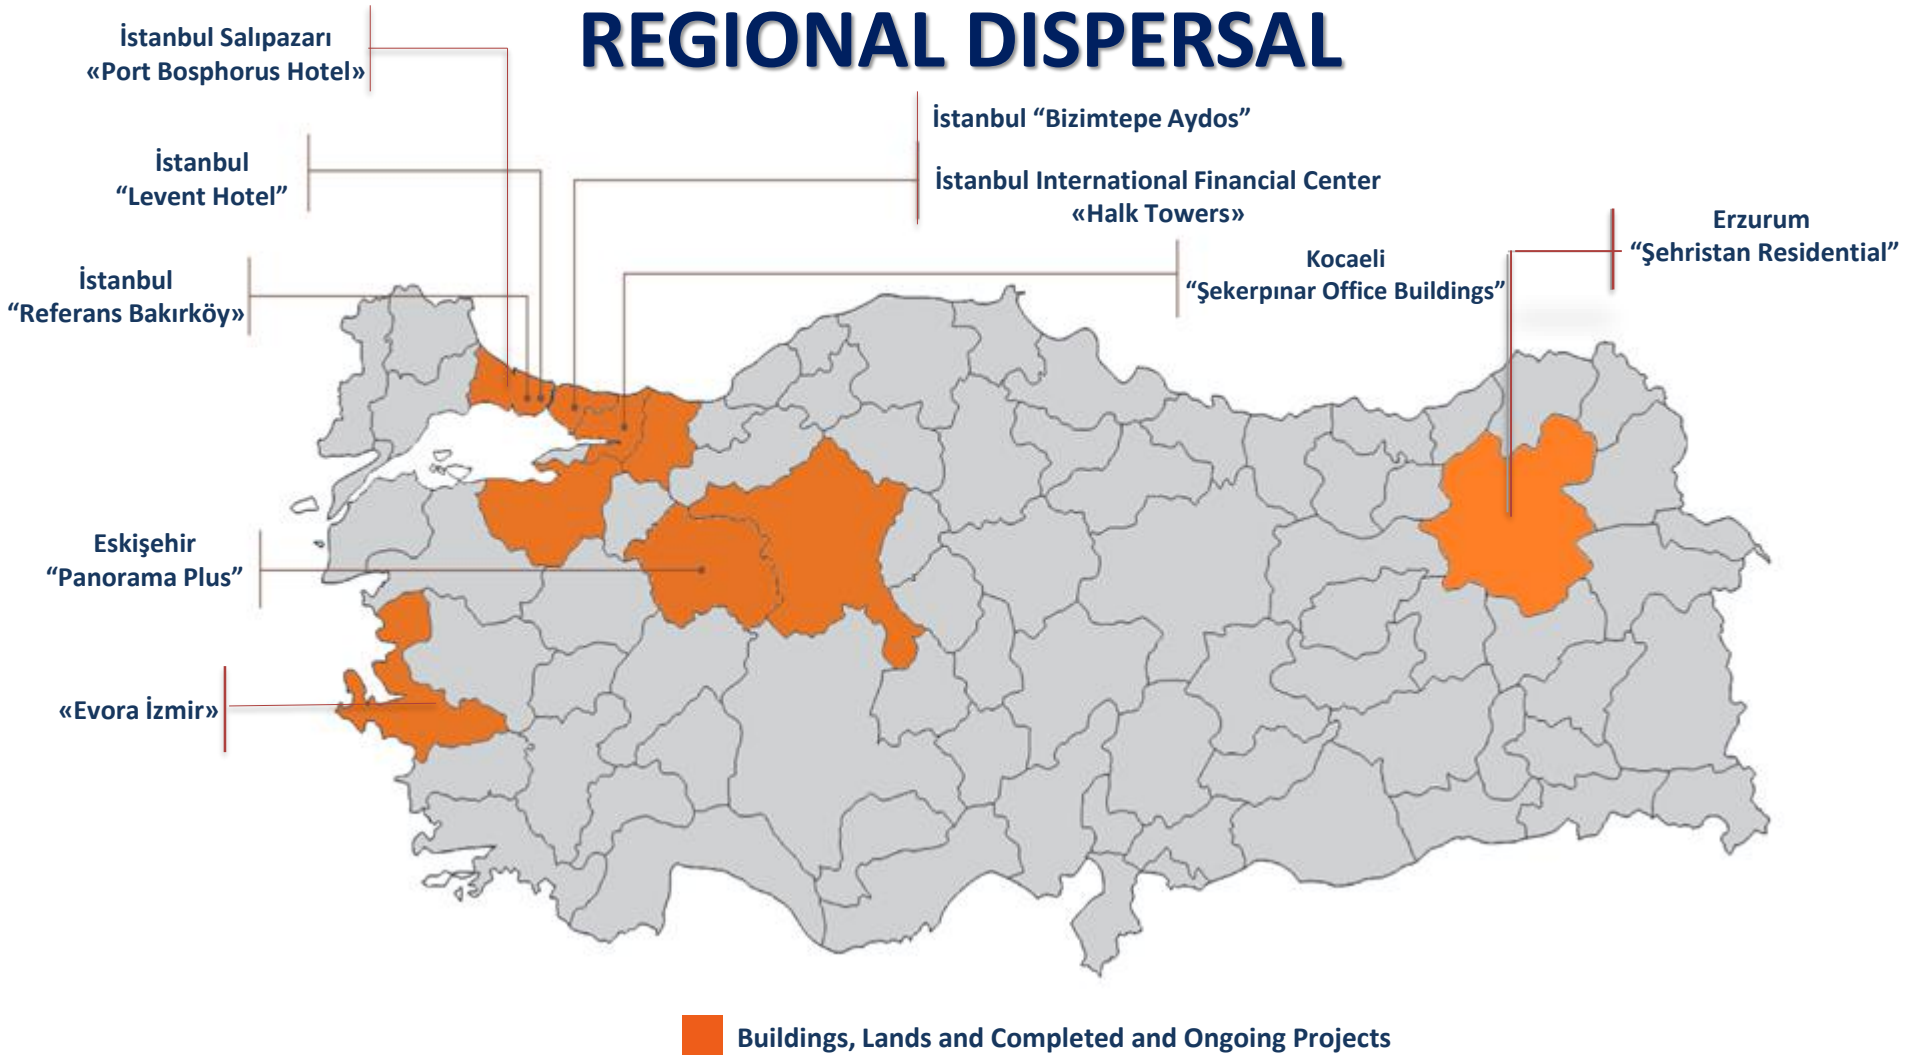 REGIONAL DISPERSAL
İstanbul Salıpazarı
«Port Bosphorus Hotel»
İstanbul
“Levent Hotel”
İstanbul
“Referans Bakırköy»
İstanbul “Bizimtepe Aydos”
İstanbul International Financial Center
«Halk Towers»
Kocaeli
“Şekerpınar Office Buildings”
Erzurum
“Şehristan Residential”
Eskişehir
“Panorama Plus”
«Evora İzmir»
Buildings, Lands and Completed and Ongoing Projects